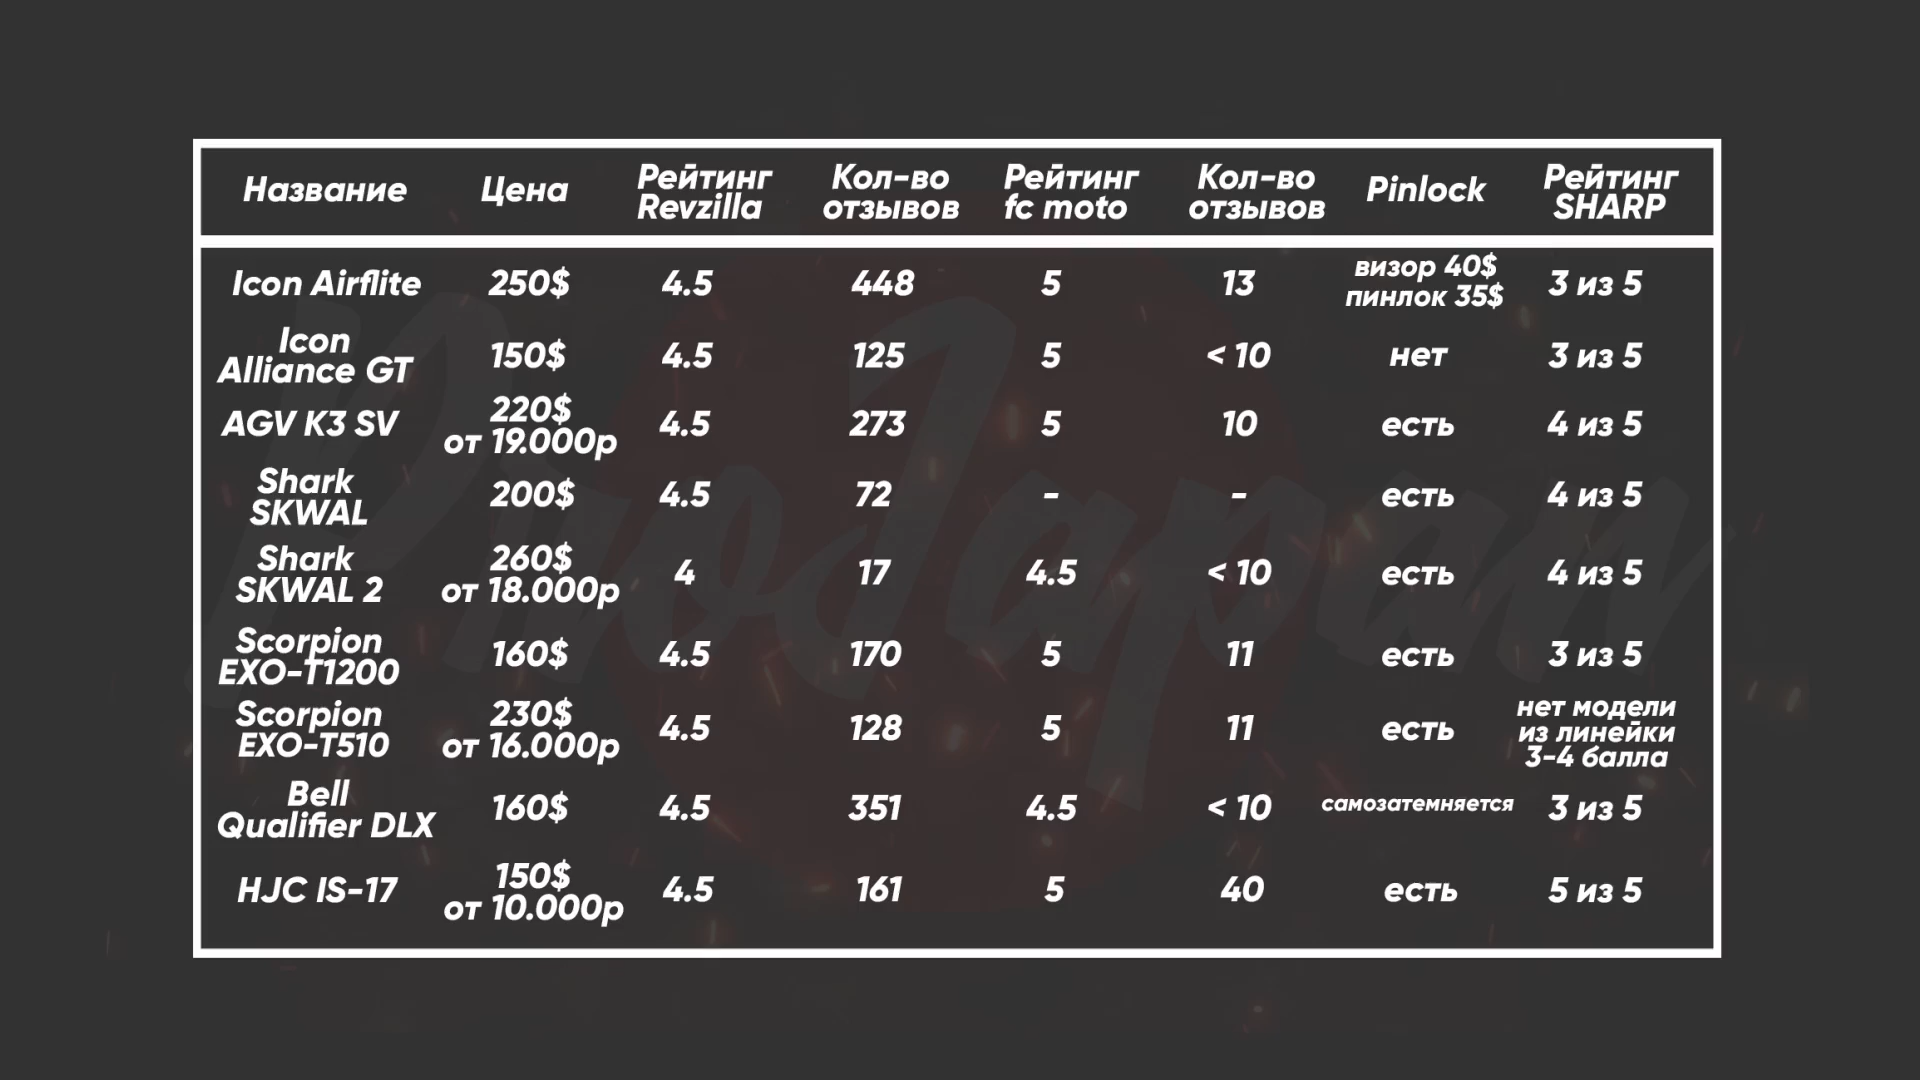 Название Цена Рейтинг Revzilla Кол-во отзывов Рейтинг fc moto Кол-во отзывов Pinlock Рейтинг SHARP
Icon Airflite 250$ 4.5 448 5 13 визор 40$ пинлок 35$ 3 из 5
Icon Alliance GT 150$ 4.5 125 5 < 10 нет 3 из 5
AGV K3 SV 220$ от 19.000р 4.5 273 5 10 есть 4 из 5
Shark SKWAL 200$ 4.5 72 - - есть 4 из 5
Shark SKWAL 2 260$ от 18.000р 4 17 4.5 < 10 есть 4 из 5
Scorpion EXO-T1200 160$ 4.5 170 5 11 есть 3 из 5
Scorpion EXO-T510 230$ от 16.000р 4.5 128 5 11 есть нет модели из линейки 3-4 балла
Bell Qualifier DLX 160$ 4.5 351 4.5 < 10 самозатемняется 3 из 5
HJC IS-17 150$ от 10.000р 4.5 161 5 40 есть 5 из 5
ProJapan